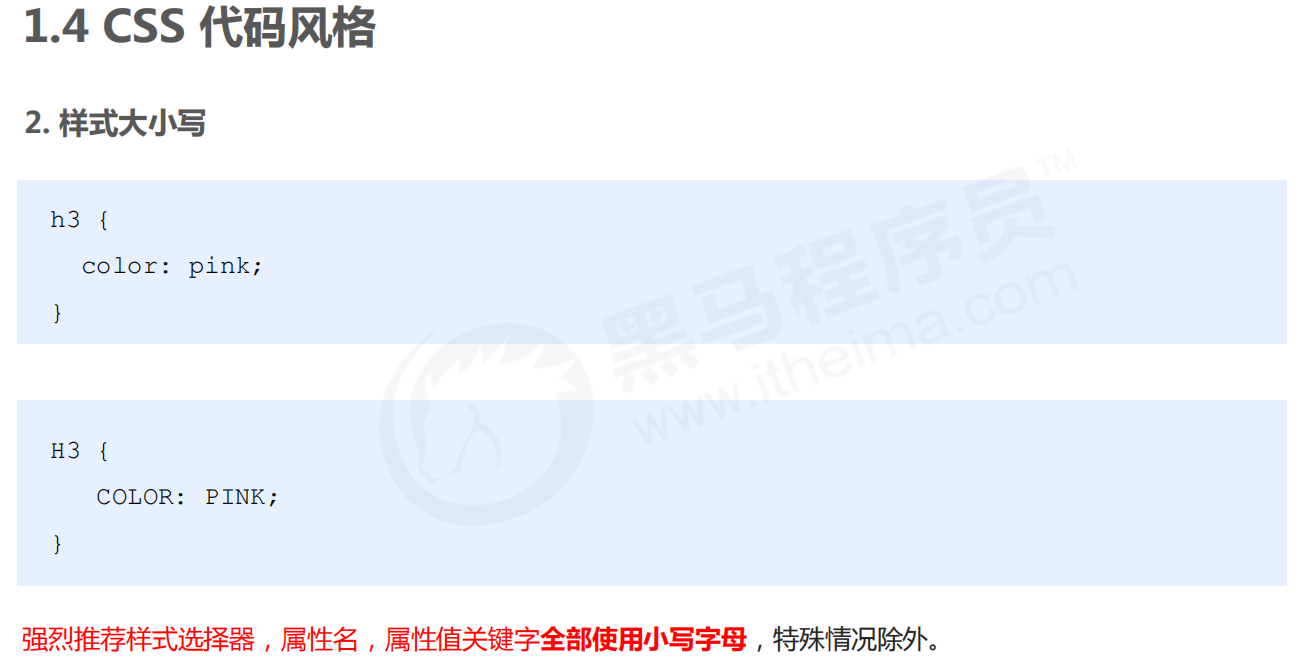 1.4 CSS 代码风格
2. 样式大小写
h3 {
color: pink;
}
黑马程序员™
www.itheima.com
H3 {
COLOR: PINK;
}
强烈推荐样式选择器，属性名，属性值关键字全部使用小写字母，特殊情况除外。